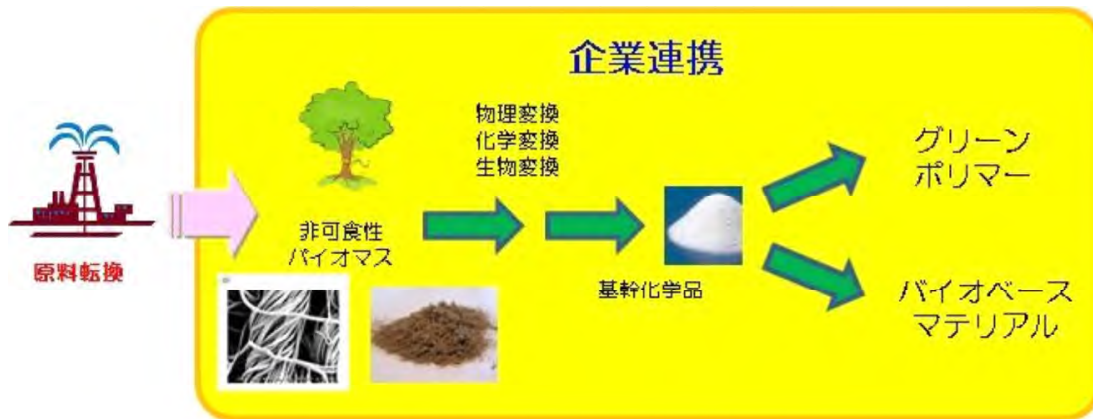 企業連携
物理変換
化学変換
生物変換
原料転換
非可食性
バイオマス
基幹化学品
グリーン
ポリマー
バイオベース
マテリアル